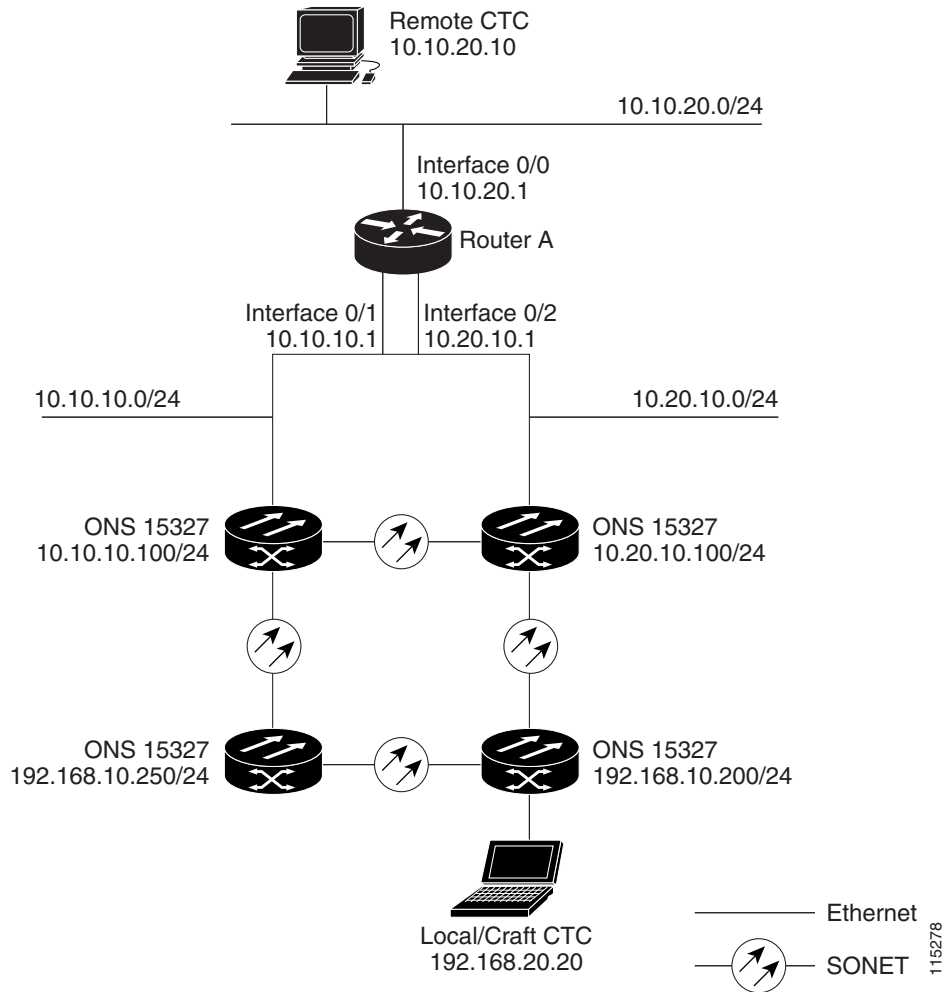 Remote CTC
10.10.20.10
10.10.20.0/24
Interface 0/0
10.10.20.1
Router A
Interface 0/1
10.10.10.1
Interface 0/2
10.20.10.1
10.10.10.0/24
10.20.10.0/24
ONS 15327
10.10.10.100/24
ONS 15327
10.20.10.100/24
ONS 15327
192.168.10.250/24
ONS 15327
192.168.10.200/24
Local/Craft CTC
192.168.20.20
Ethernet
SONET
115278